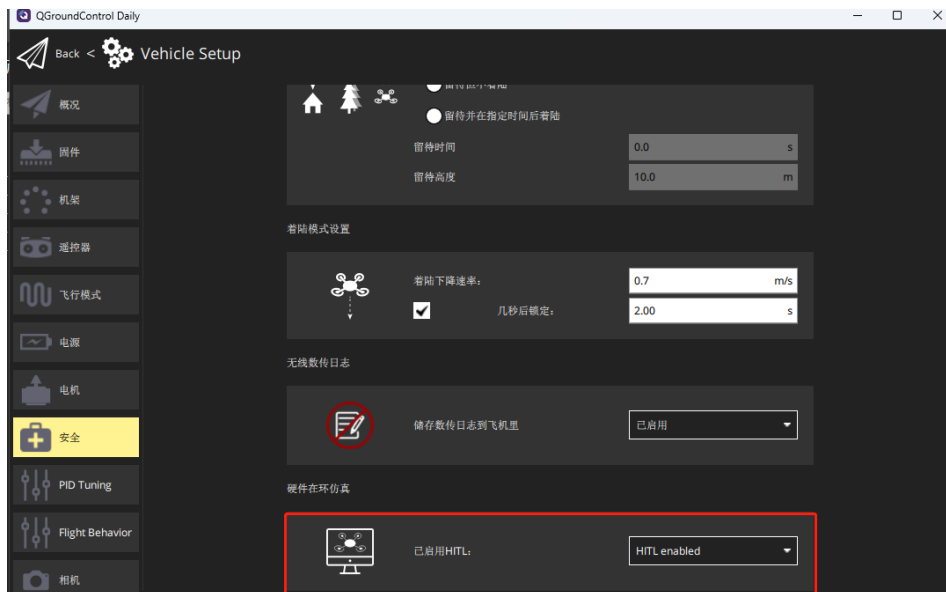 QGroundControl Daily
Back < Vehicle Setup
概况
固件
机架
遥控器
飞行模式
电源
电机
安全
PID Tuning
Flight Behavior
相机
留待并在指定时间后着陆
留待时间 0.0 s
留待高度 10.0 m
着陆模式设置
着陆下降速率: 0.7 m/s
几秒后锁定: 2.00 s
无线数传日志
储存数传日志到飞机里 已启用
硬件在环仿真
已启用HITL: HITL enabled